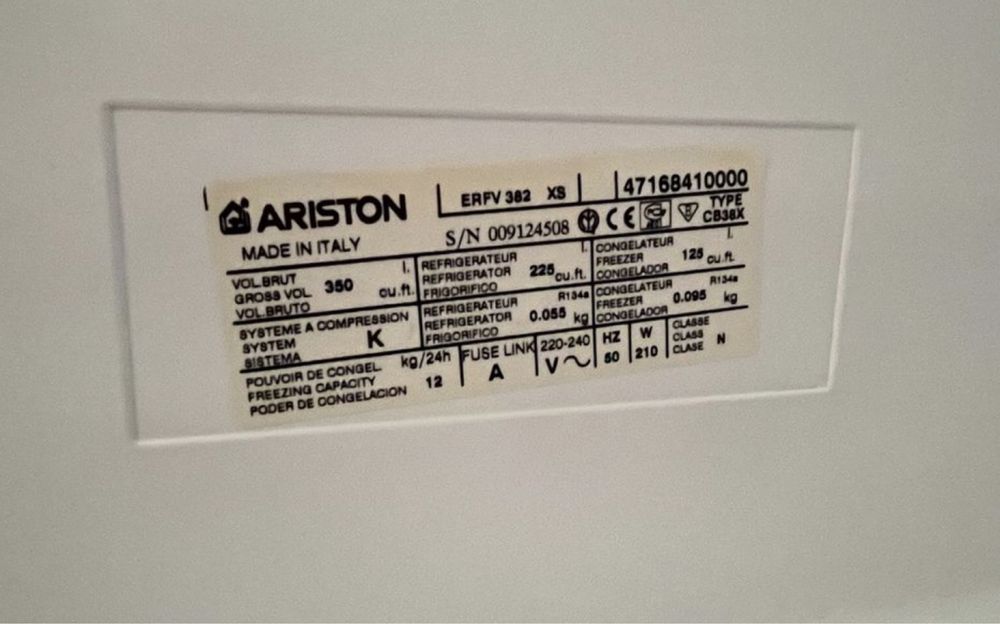 ARISTON ERFV 382 XS 47168410000
MADE IN ITALY S/N 009124508 CE TYPE
CB38X
VOL.BRUT
GROSS VOL 350 l. cu.ft.
VOL.BRUTO
REFRIGERATEUR
REFRIGERATOR 225 l. cu.ft.
FRIGORIFICO
CONGELATEUR
FREEZER 125 l. cu.ft.
CONGELADOR
SYSTEME A COMPRESSION
SYSTEM K
SISTEMA
REFRIGERATEUR R134a
REFRIGERATOR 0.055 kg
FRIGORIFICO
CONGELATEUR R134a
FREEZER 0.095 kg
CONGELADOR
POUVOIR DE CONGEL kg/24h
FREEZING CAPACITY 12
PODER DE CONGELACION
FUSE LINK
A
220-240
V~
HZ
50
W
210
CLASSE
CLASS N
CLASE